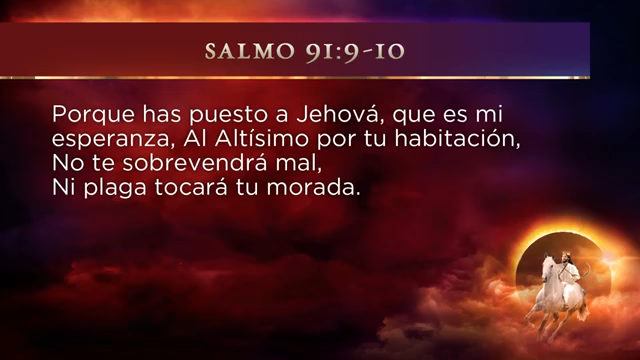 SALMO 91:9-10
Porque has puesto a Jehová, que es mi
esperanza, Al Altísimo por tu habitación,
No te sobrevendrá mal,
Ni plaga tocará tu morada.